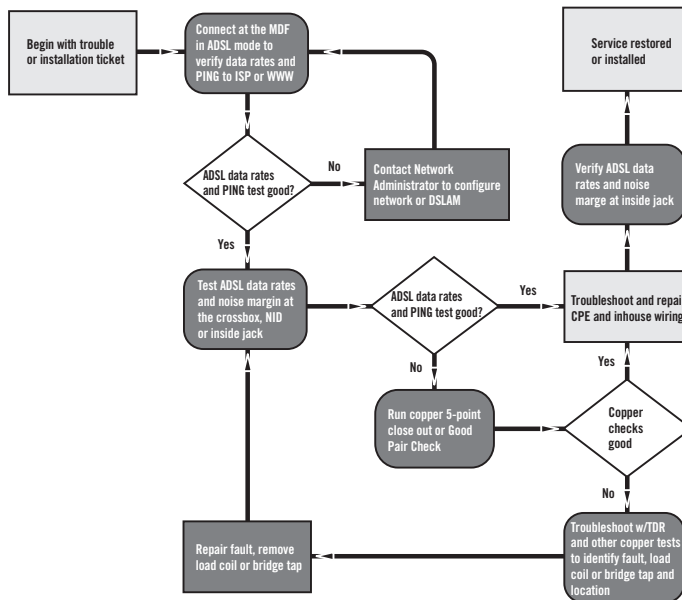 Begin with trouble
or installation ticket
Connect at the MDF
in ADSL mode to
verify data rates and
PING to ISP or WWW
Service restored
or installed
ADSL data rates
and PING test good?
No
Contact Network
Administrator to configure
network or DSLAM
Verify ADSL data
rates and noise
marge at inside jack
Yes
Test ADSL data rates
and noise margin at
the crossbox, NID
or inside jack
ADSL data rates
and PING test good?
Yes
Troubleshoot and repair
CPE and inhouse wiring
No
Yes
Run copper 5-point
close out or Good
Pair Check
Copper
checks
good
No
Repair fault, remove
load coil or bridge tap
Troubleshoot w/TDR
and other copper tests
to identify fault, load
coil or bridge tap and
location